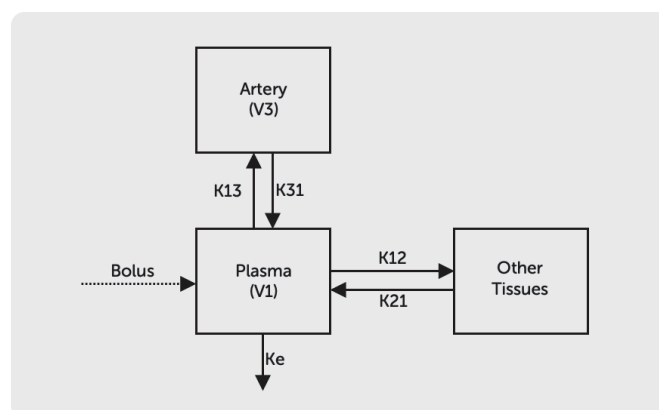 Artery
(V3)
K13
K31
Bolus
Plasma
(V1)
K12
K21
Other
Tissues
Ke